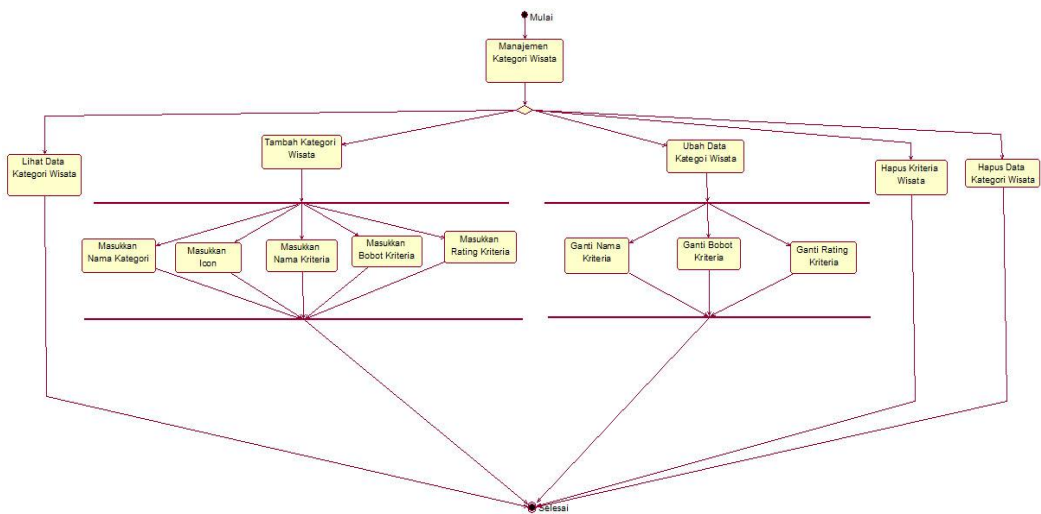 Mulai
Manajemen
Kategori Wisata
Lihat Data
Kategori Wisata
Tambah Kategori
Wisata
Ubah Data
Kategoi Wisata
Hapus Kriteria
Wisata
Hapus Data
Kategori Wisata
Masukkan
Nama Kategori
Masukkan
Icon
Masukkan
Nama Kriteria
Masukkan
Bobot Kriteria
Masukkan
Rating Kriteria
Ganti Nama
Kriteria
Ganti Bobot
Kriteria
Ganti Rating
Kriteria
Selesai